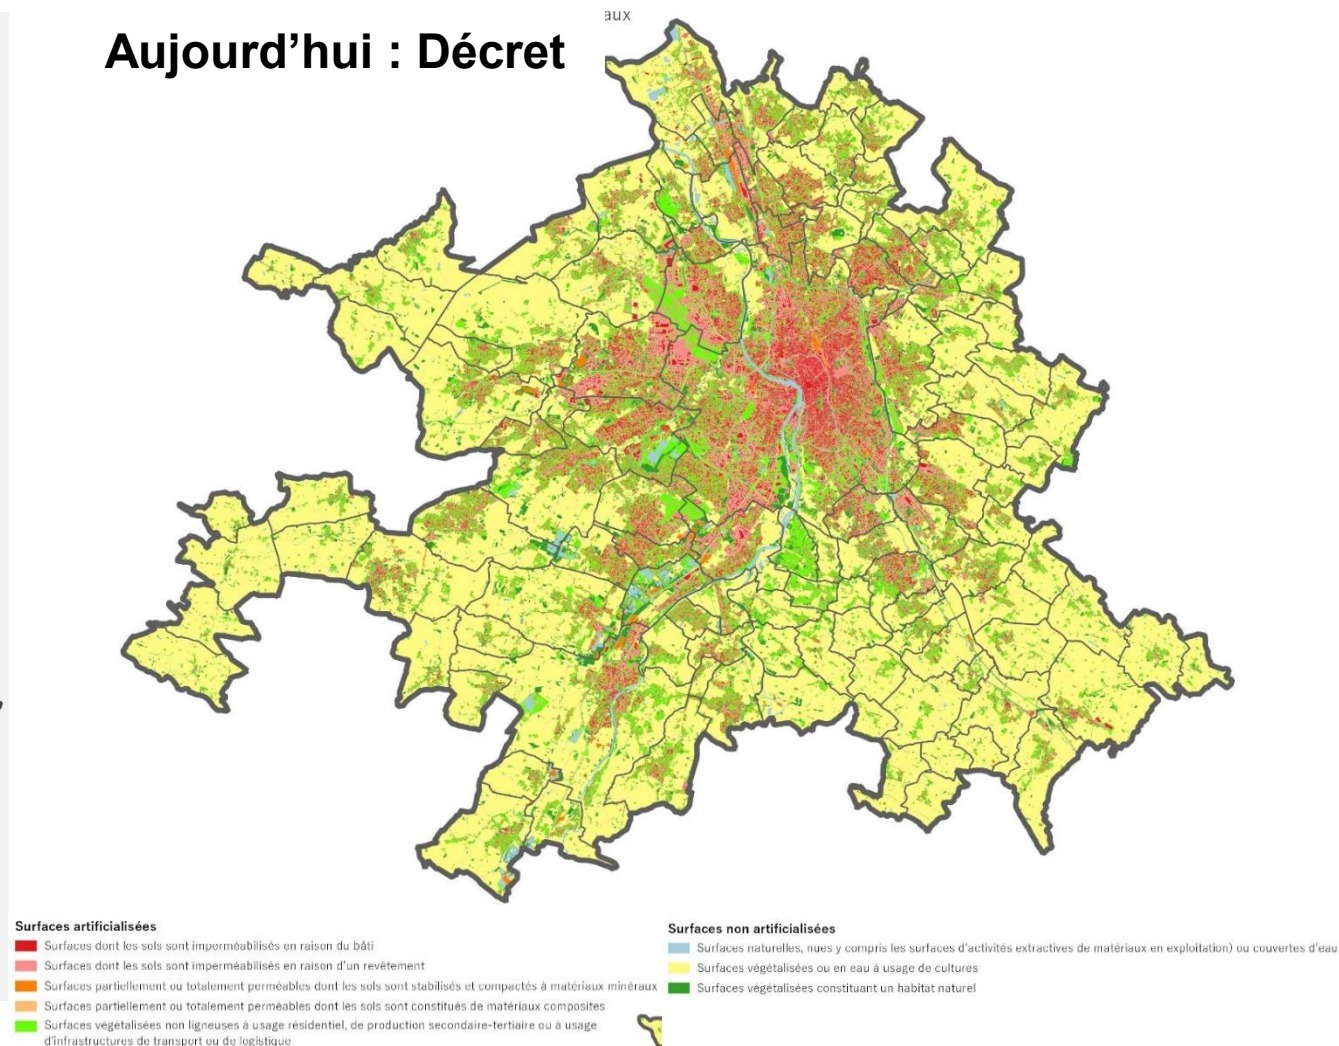 aux
Aujourd’hui : Décret
Surfaces artificialisées
Surfaces dont les sols sont imperméabilisés en raison du bâti
Surfaces dont les sols sont imperméabilisés en raison d'un revêtement
Surfaces partiellement ou totalement perméables dont les sols sont stabilisés et compactés à matériaux minéraux
Surfaces partiellement ou totalement perméables dont les sols sont constitués de matériaux composites
Surfaces végétalisées non ligneuses à usage résidentiel, de production secondaire-tertiaire ou à usage
d'infrastructures de transport ou de logistique
Surfaces non artificialisées
Surfaces naturelles, nues y compris les surfaces d'activités extractives de matériaux en exploitation) ou couvertes d'eau
Surfaces végétalisées ou en eau à usage de cultures
Surfaces végétalisées constituant un habitat naturel